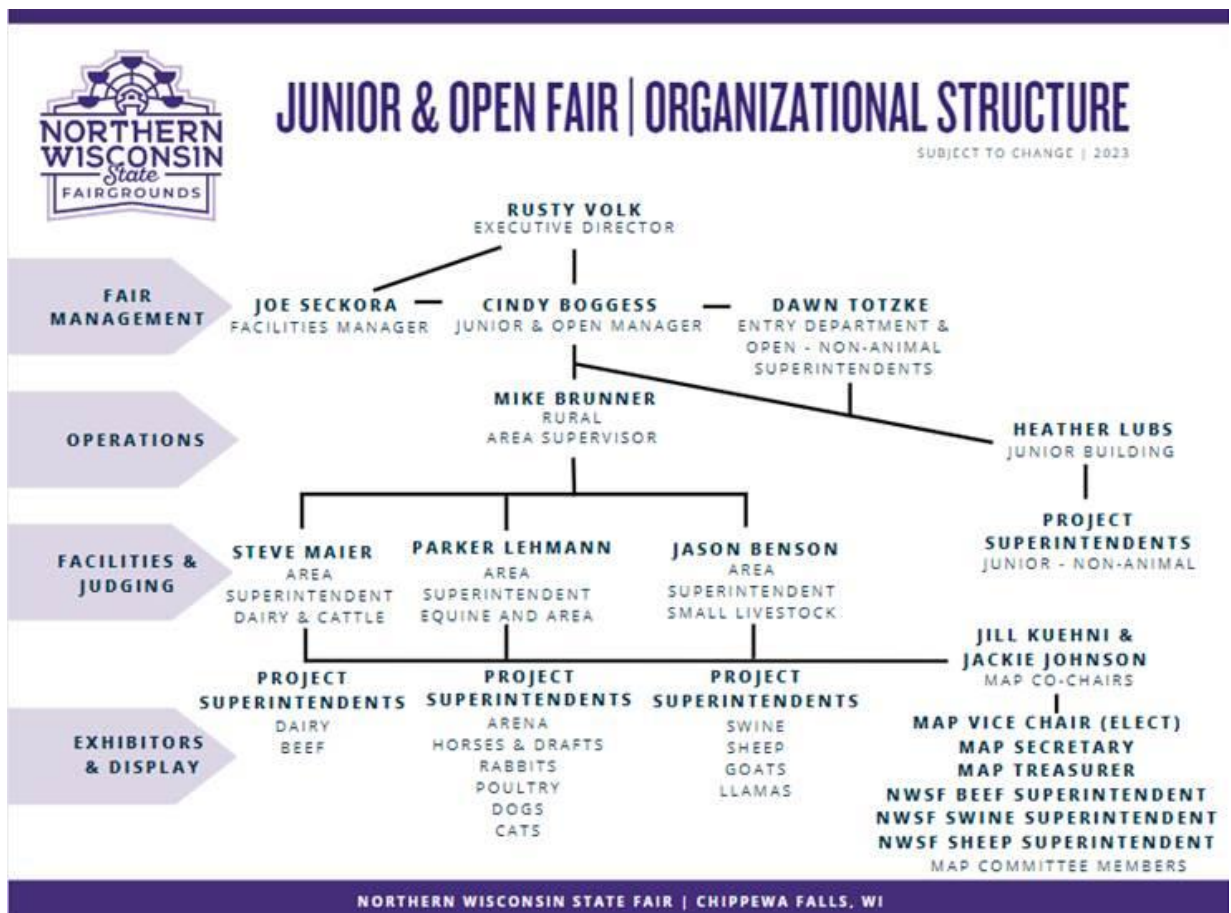 NORTHERN
WISCONSIN
State
FAIRGROUNDS
JUNIOR & OPEN FAIR | ORGANIZATIONAL STRUCTURE
SUBJECT TO CHANGE | 2023
RUSTY VOLK
EXECUTIVE DIRECTOR
FAIR
MANAGEMENT
JOE SECKORA
FACILITIES MANAGER
CINDY BOGGESS
JUNIOR & OPEN MANAGER
DAWN TOTZKE
ENTRY DEPARTMENT &
OPEN - NON-ANIMAL
SUPERINTENDENTS
OPERATIONS
MIKE BRUNNER
RURAL
AREA SUPERVISOR
HEATHER LUBS
JUNIOR BUILDING
PROJECT
SUPERINTENDENTS
JUNIOR - NON-ANIMAL
FACILITIES &
JUDGING
STEVE MAIER
AREA
SUPERINTENDENT
DAIRY & CATTLE
PARKER LEHMANN
AREA
SUPERINTENDENT
EQUINE AND AREA
JASON BENSON
AREA
SUPERINTENDENT
SMALL LIVESTOCK
JILL KUEHNI &
JACKIE JOHNSON
MAP CO-CHAIRS
EXHIBITORS
& DISPLAY
PROJECT
SUPERINTENDENTS
DAIRY
BEEF
PROJECT
SUPERINTENDENTS
ARENA
HORSES & DRAFTS
RABBITS
POULTRY
DOGS
CATS
PROJECT
SUPERINTENDENTS
SWINE
SHEEP
GOATS
LLAMAS
MAP VICE CHAIR (ELECT)
MAP SECRETARY
MAP TREASURER
NWSF BEEF SUPERINTENDENT
NWSF SWINE SUPERINTENDENT
NWSF SHEEP SUPERINTENDENT
MAP COMMITTEE MEMBERS
NORTHERN WISCONSIN STATE FAIR | CHIPPEWA FALLS, WI